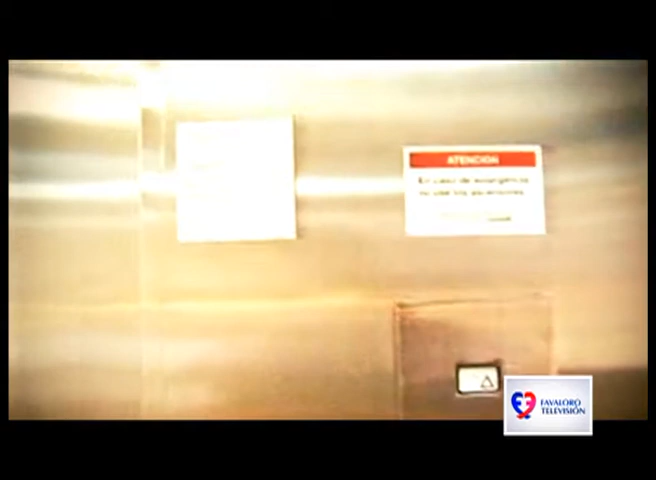 ATENCION
En caso de emergencia
no use los ascensores
FAVALORO
TELEVISIÓN